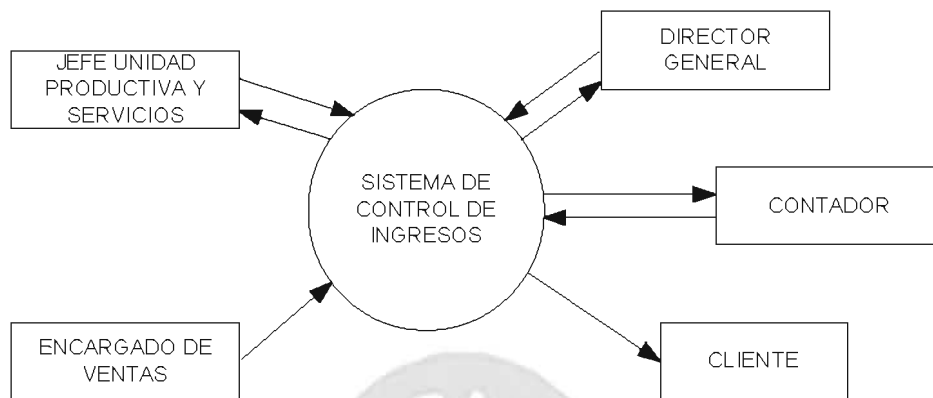 JEFE UNIDAD
PRODUCTIVA Y
SERVICIOS
DIRECTOR
GENERAL
SISTEMA DE
CONTROL DE
INGRESOS
CONTADOR
ENCARGADO DE
VENTAS
CLIENTE